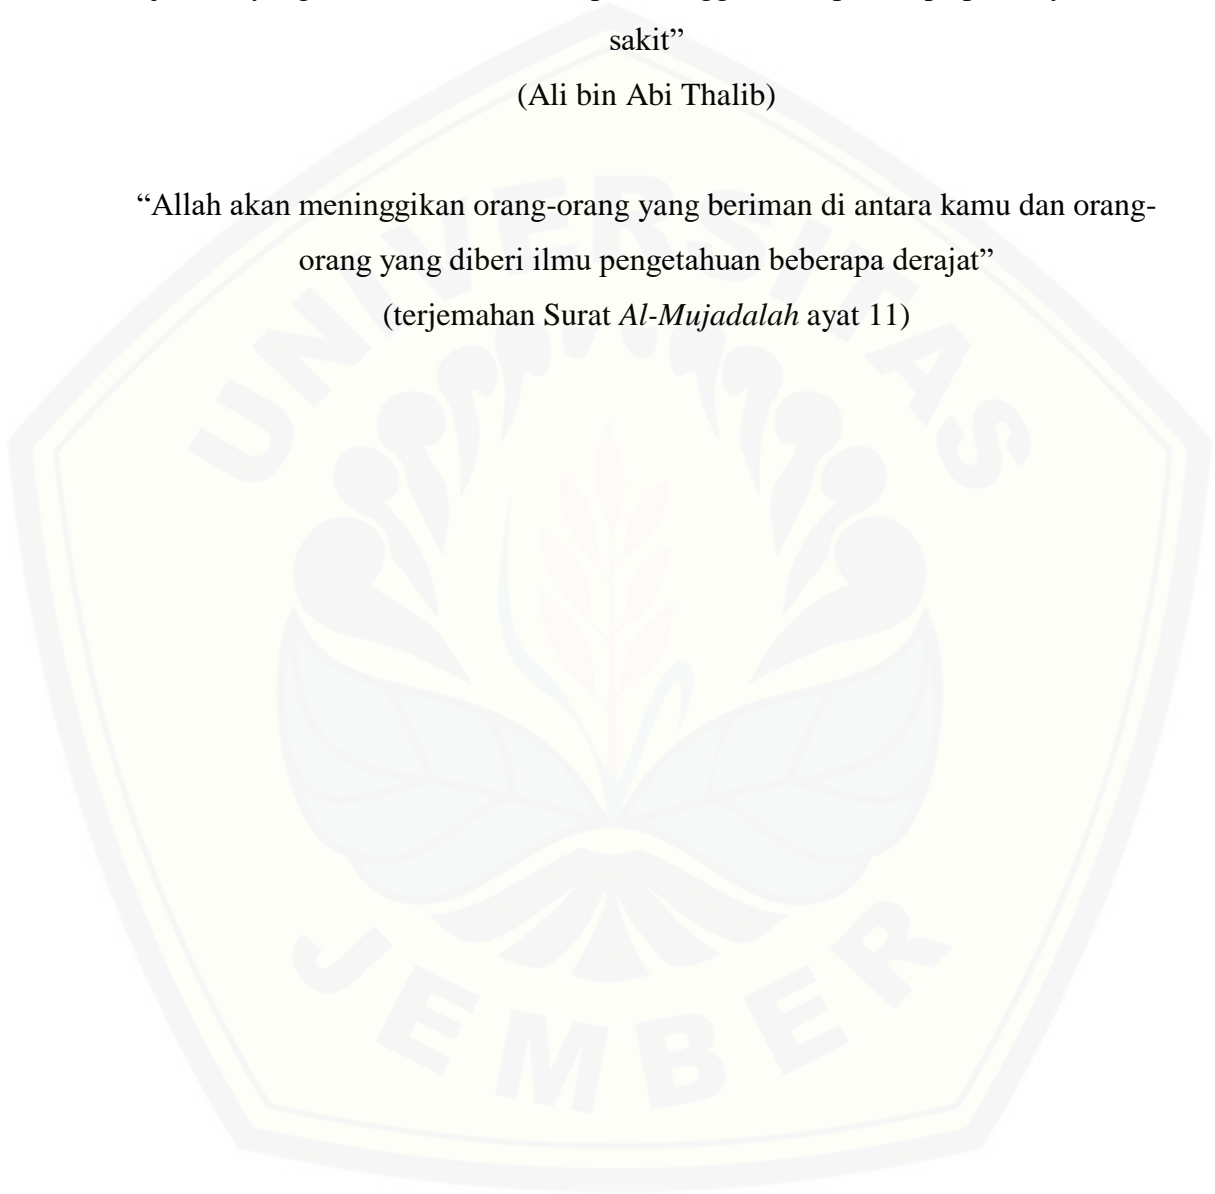 sakit”
(Ali bin Abi Thalib)
“Allah akan meninggikan orang-orang yang beriman di antara kamu dan orang-
orang yang diberi ilmu pengetahuan beberapa derajat”
(terjemahan Surat Al-Mujadalah ayat 11)
UNIVERSITAS
JEMBER